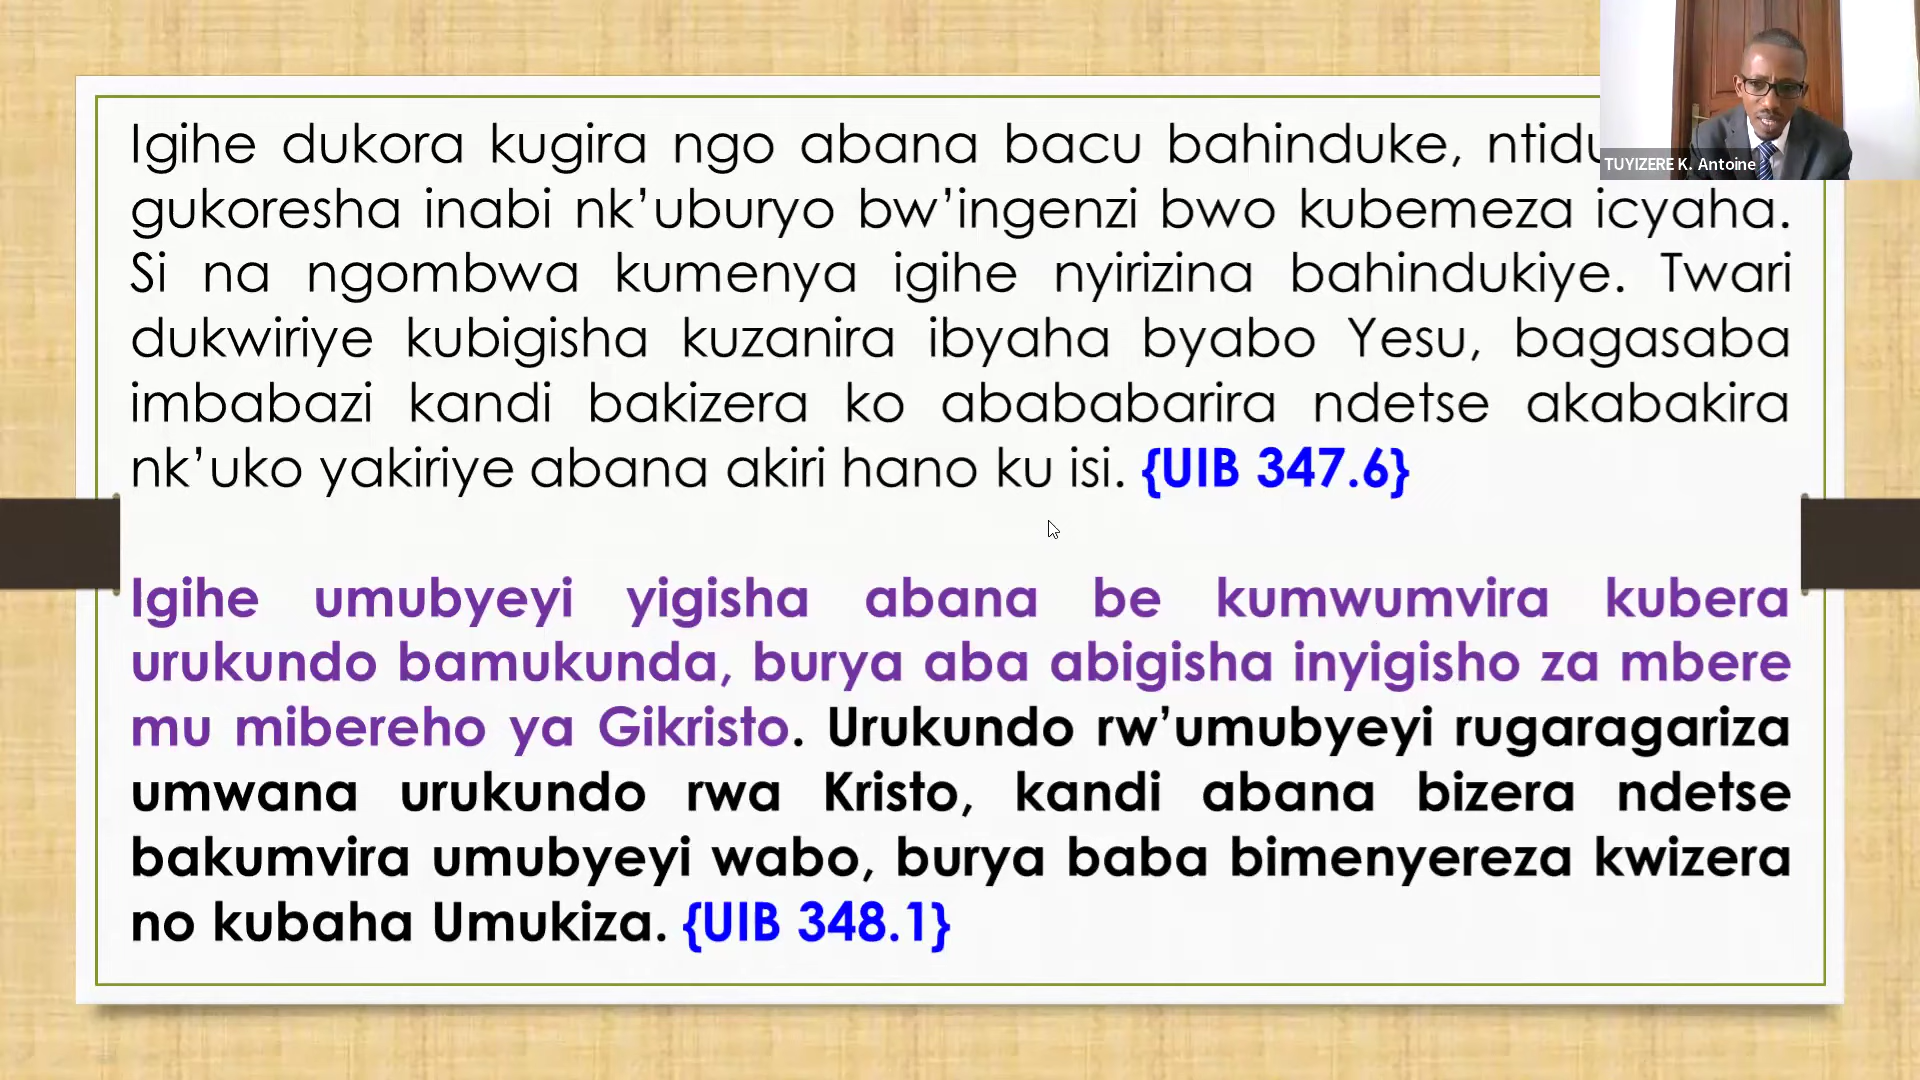 Igihe dukora kugira ngo abana bacu bahinduke,
gukoresha inabi nk’uburyo bw’ingenzi bwo kubemeza icyaha.
Si na ngombwa kumenya igihe nyirizina bahindukiye. Twari
dukwiriye kubigisha kuzanira ibyaha byabo Yesu, bagasaba
imbabazi kandi bakizera ko abababarira ndetse akabakira
nk’uko yakiriye abana akiri hano ku isi. {UIB 347.6}
Igihe umubyeyi yigisha abana be kumwumvira kubera
urukundo bamukunda, burya aba abigisha inyigisho za mbere
mu mibereho ya Gikristo. Urukundo rw’umubyeyi rugaragariza
umwana urukundo rwa Kristo, kandi abana bizera ndetse
bakumvira umubyeyi wabo, burya baba bimenyereza kwizera
no kubaha Umukiza. {UIB 348.1}
TUYIZERE K. Antoine